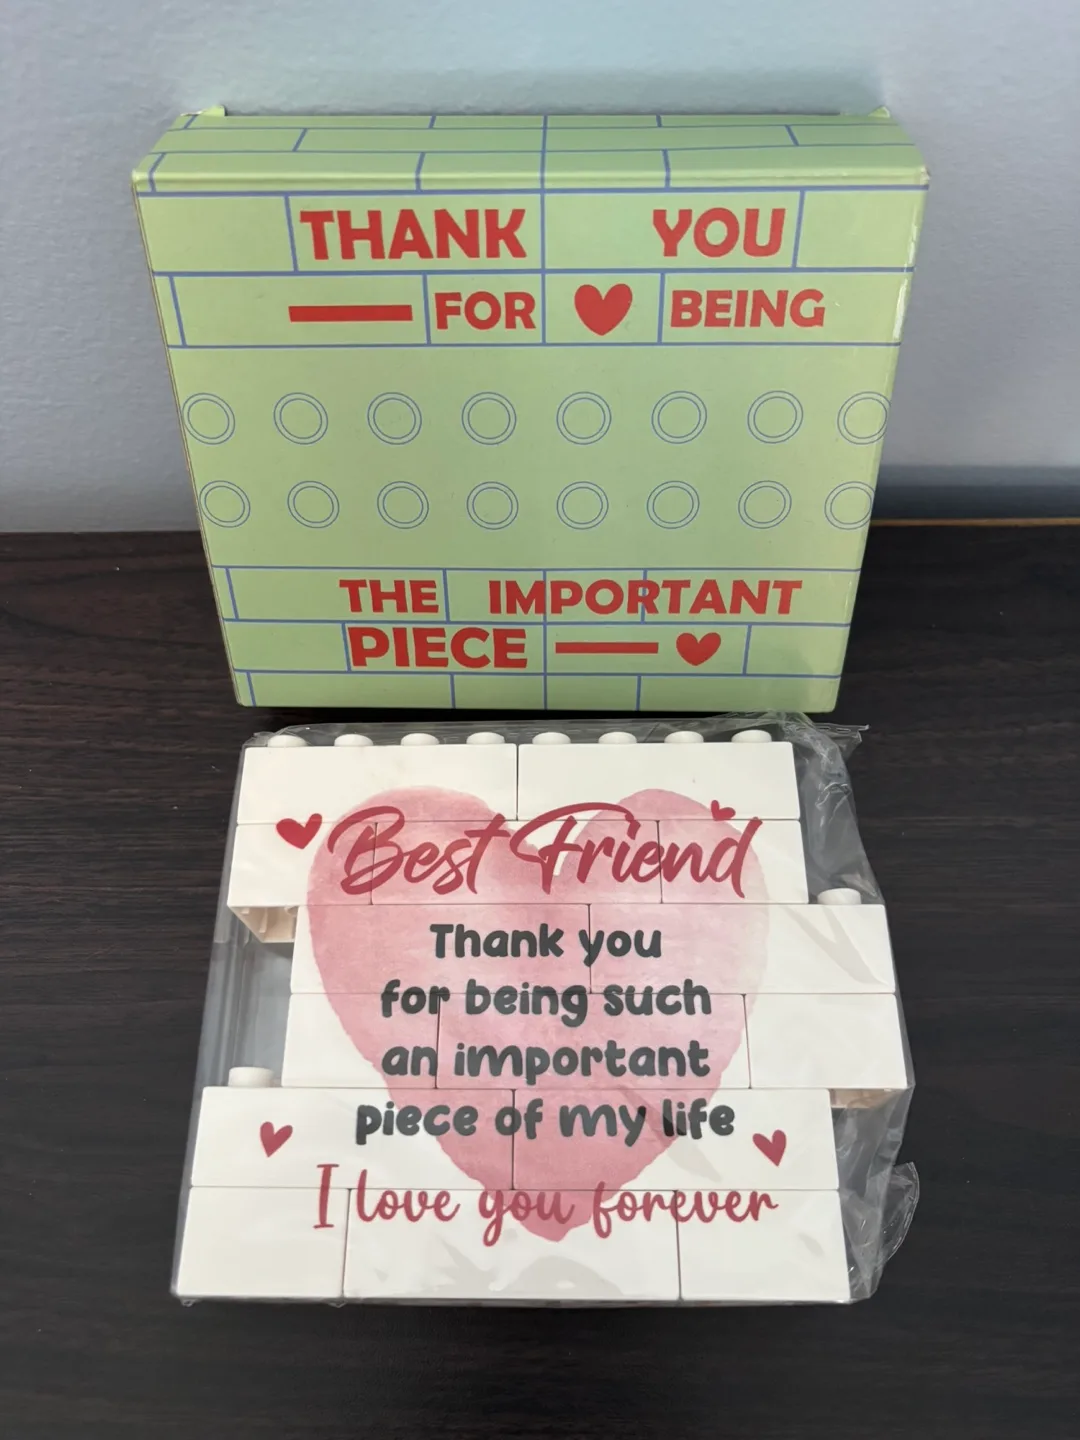 THANK YOU
FOR BEING
THE IMPORTANT
PIECE
Best Friend
Thank you
for being such
an important
piece of my life
I love you forever